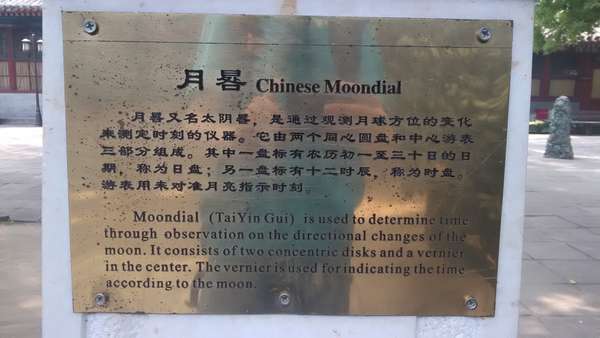 月晷 Chinese Moondial
月晷又名太阴晷，是通过观测月球方位的变化
来测定时刻的仪器。它由两个同心圆盘和中心游表
三部分组成。其中一盘标有农历初一至三十日的日
期，称为日盘；另一盘标有十二时辰，称为时盘。
游表用来对准月亮指示时刻。
Moondial (TaiYin Gui) is used to determine time
through observation on the directional changes of the
moon. It consists of two concentric disks and a vernier
in the center. The vernier is used for indicating the time
according to the moon.